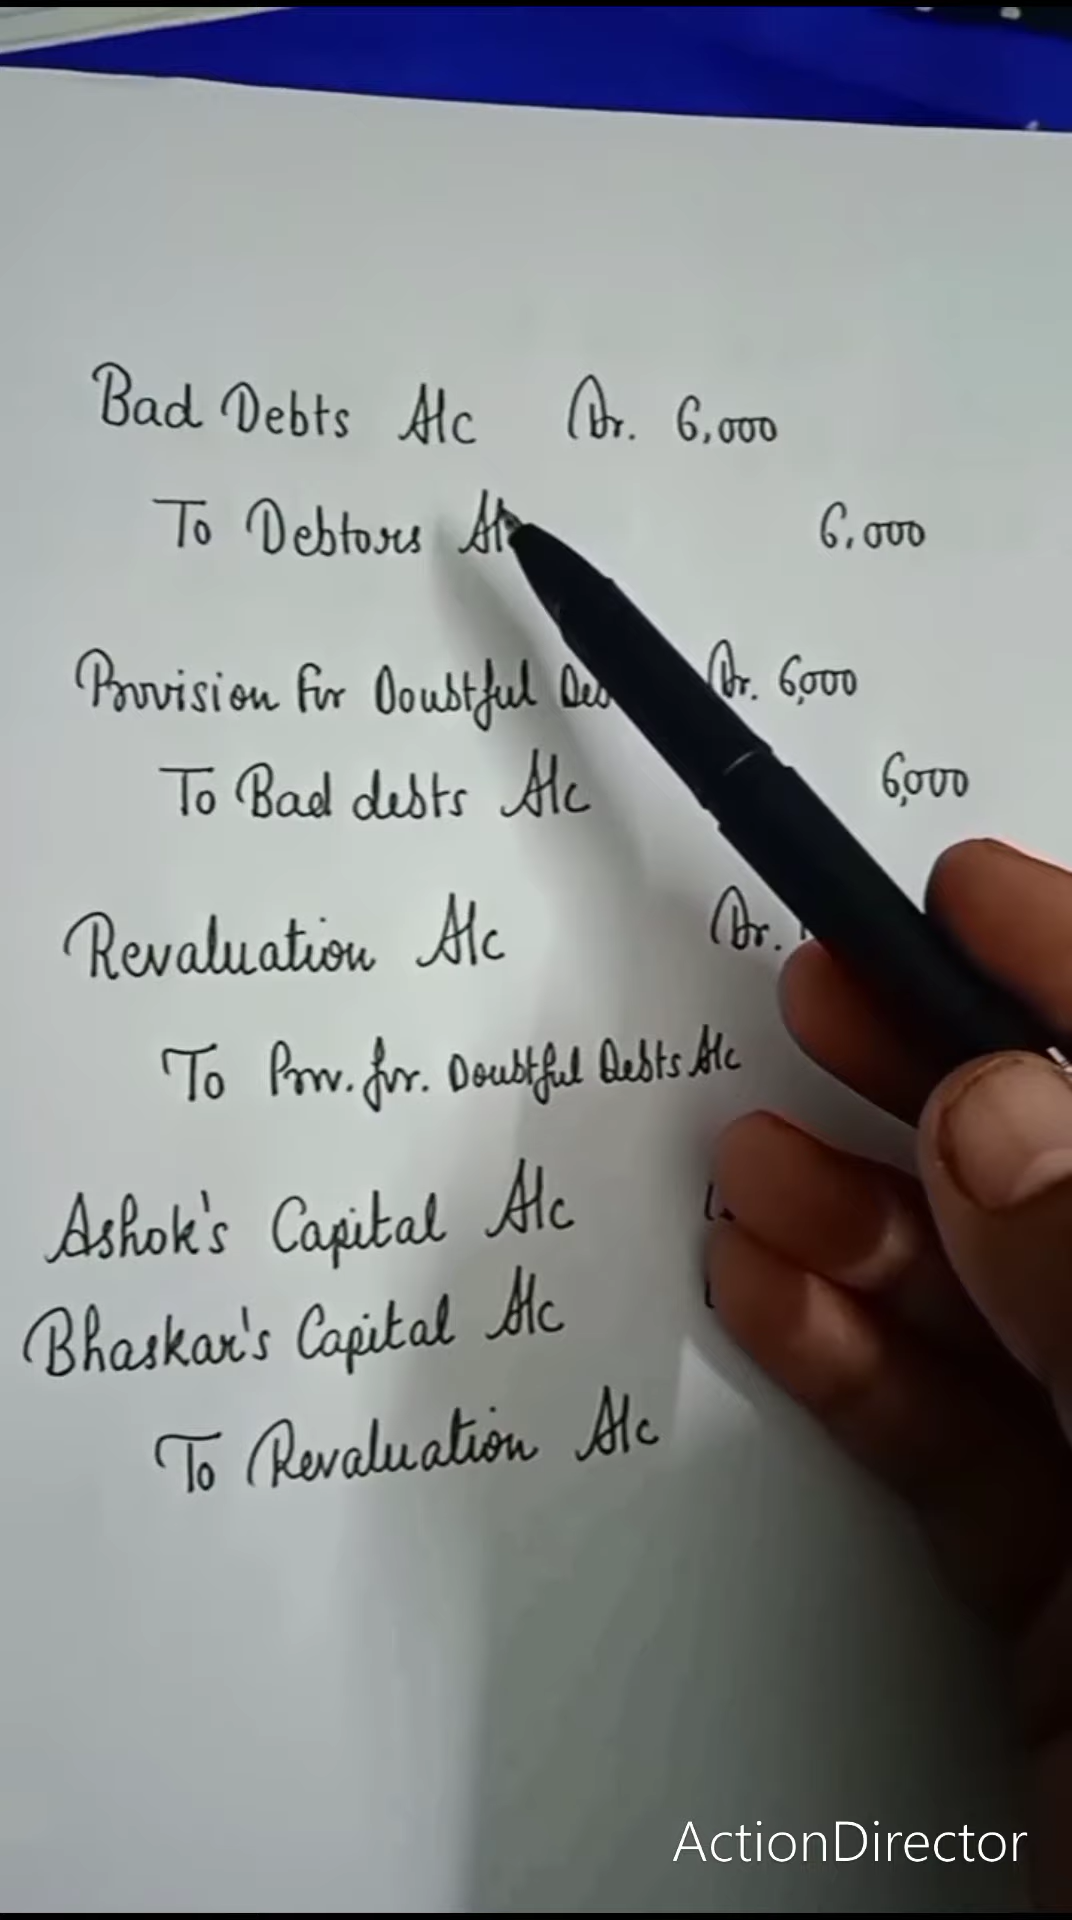 Bad Debts A/c Dr. 6,000
To Debtors 6,000
Provision for Doubtful Dr. 6,000
To Bad debts A/c 6,000
Revaluation A/c Dr.
To Prov. for. Doubtful Debts A/c
Ashok's Capital A/c
Bhaskar's Capital A/c
To Revaluation A/c
ActionDirector